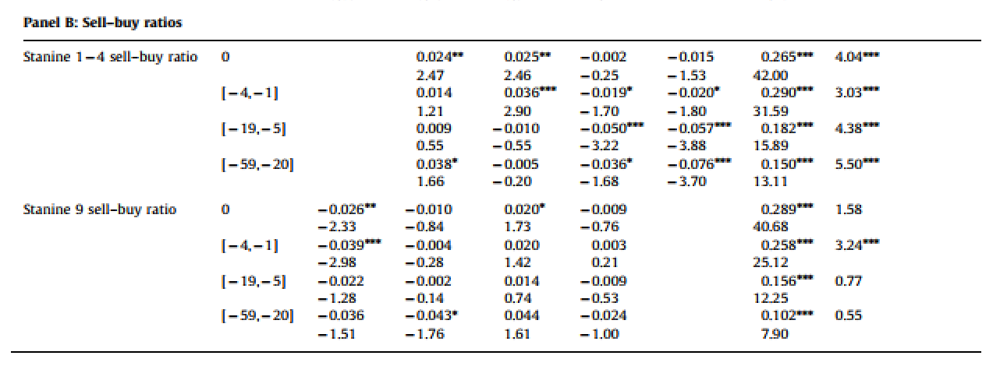 Panel B: Sell–buy ratios
Stanine 1−4 sell–buy ratio 0 0.024** 0.025** −0.002 −0.015 0.265*** 4.04***
2.47 2.46 −0.25 −1.53 42.00
[−4,−1] 0.014 0.036*** −0.019* −0.020* 0.290*** 3.03***
1.21 2.90 −1.70 −1.80 31.59
[−19,−5] 0.009 −0.010 −0.050*** −0.057*** 0.182*** 4.38***
0.55 −0.55 −3.22 −3.88 15.89
[−59,−20] 0.038* −0.005 −0.036* −0.076*** 0.150*** 5.50***
1.66 −0.20 −1.68 −3.70 13.11
Stanine 9 sell–buy ratio 0 −0.026** −0.010 0.020* −0.009 0.289*** 1.58
−2.33 −0.84 1.73 −0.76 40.68
[−4,−1] −0.039*** −0.004 0.020 0.003 0.258*** 3.24***
−2.98 −0.28 1.42 0.21 25.12
[−19,−5] −0.022 −0.002 0.014 −0.009 0.156*** 0.77
−1.28 −0.14 0.74 −0.53 12.25
[−59,−20] −0.036 −0.043* 0.044 −0.024 0.102*** 0.55
−1.51 −1.76 1.61 −1.00 7.90